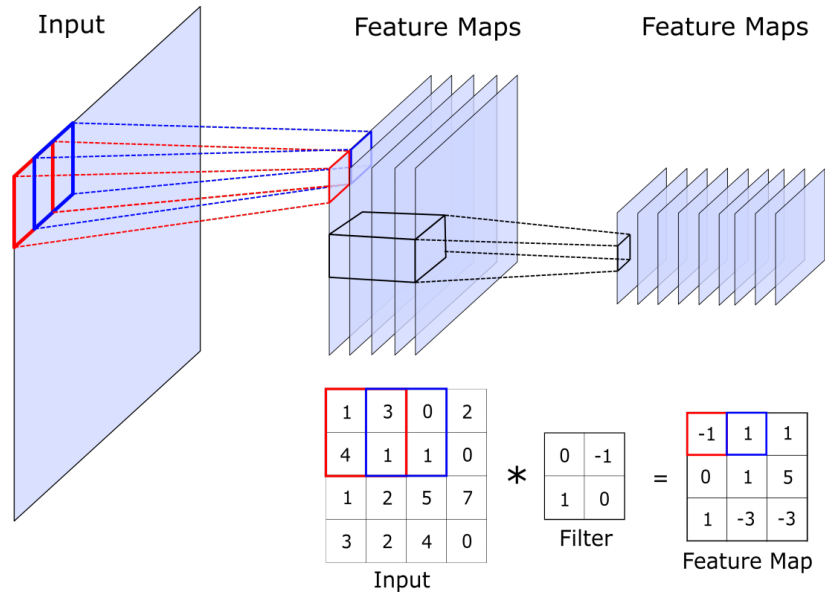 Input
Feature Maps
Feature Maps
1 3 0 2
4 1 1 0
1 2 5 7
3 2 4 0
Input
*
0 -1
1 0
Filter
=
-1 1 1
0 1 5
1 -3 -3
Feature Map